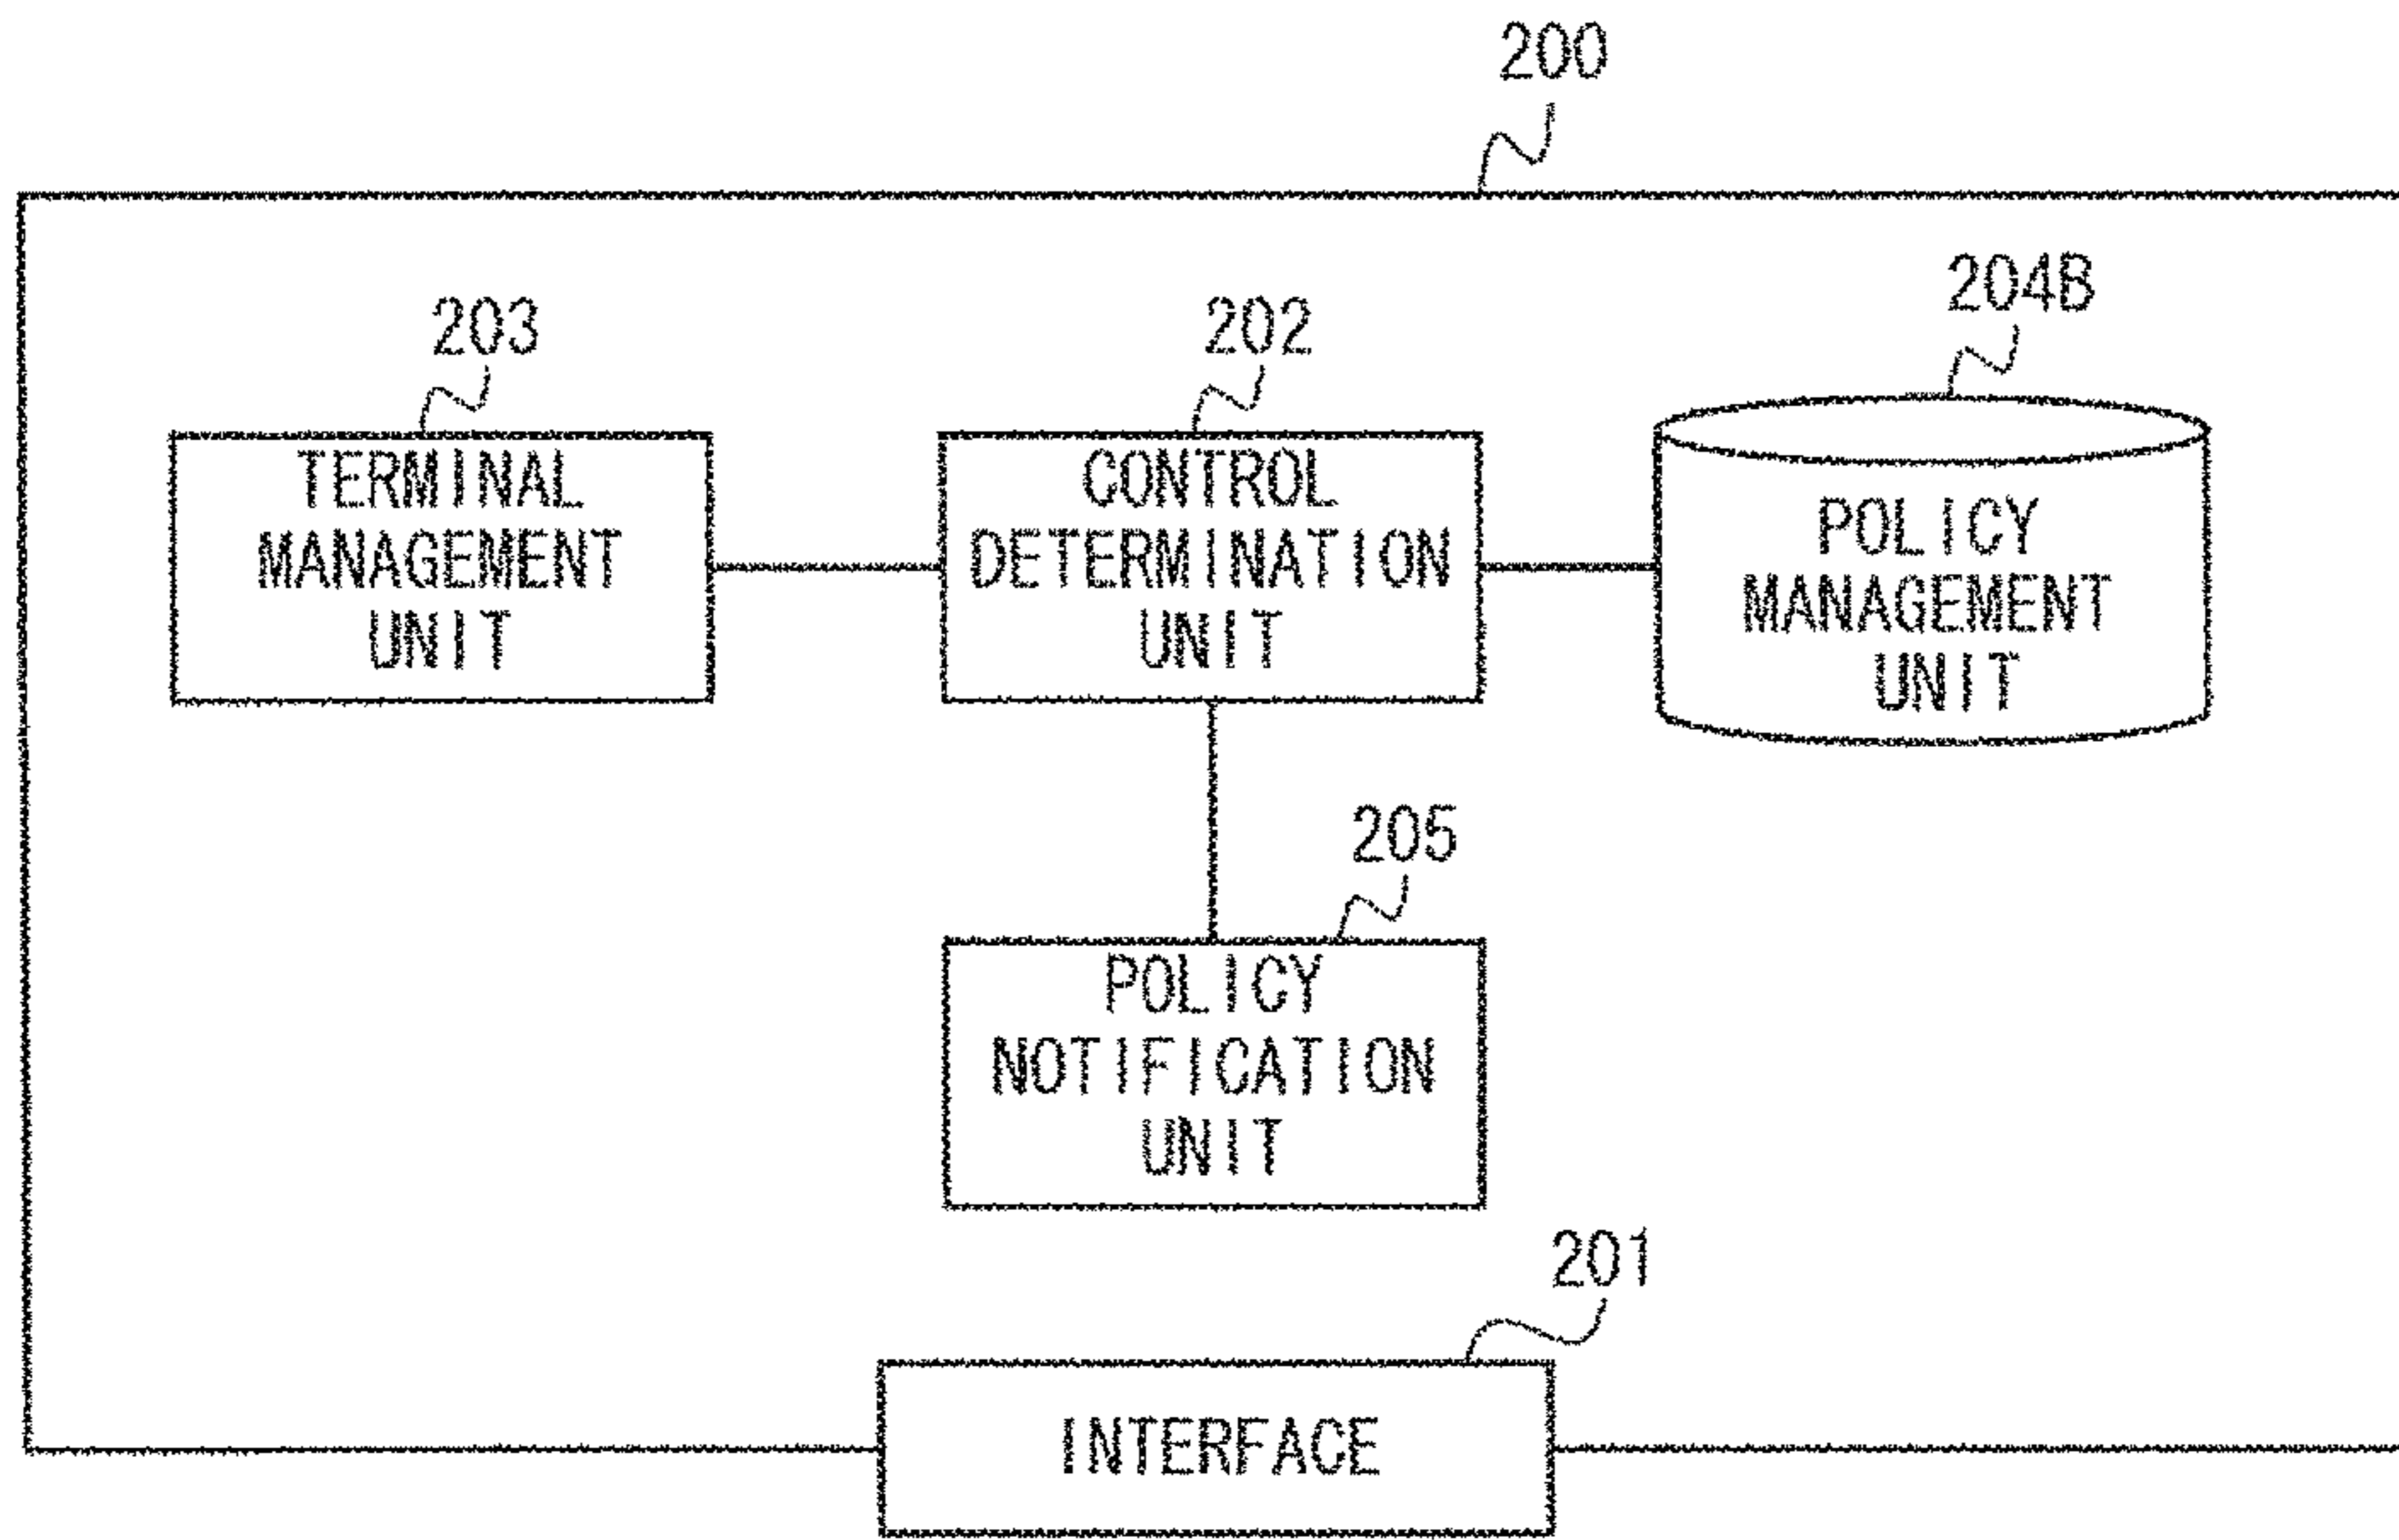 200
203
202
204B
TERMINAL
MANAGEMENT
UNIT
CONTROL
DETERMINATION
UNIT
POLICY
MANAGEMENT
UNIT
205
POLICY
NOTIFICATION
UNIT
201
INTERFACE